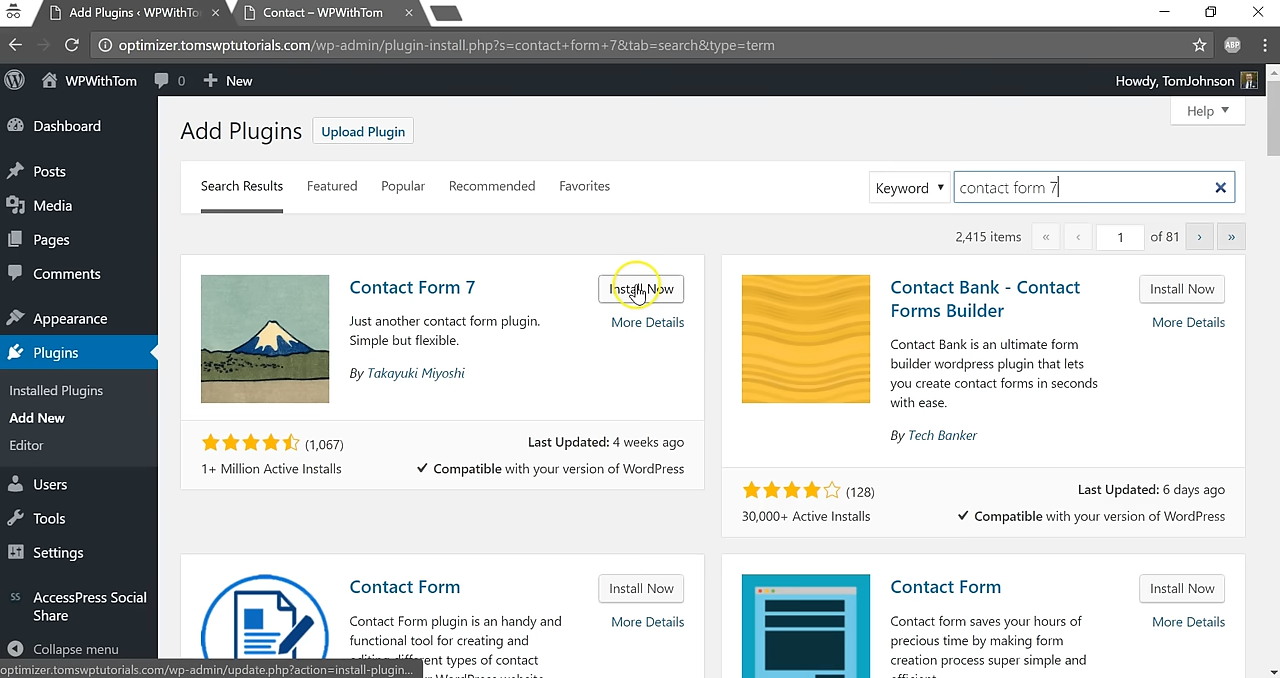 Add Plugins ‹ WPWithTo
Contact – WPWithTom
optimizer.tomswptutorials.com/wp-admin/plugin-install.php?s=contact+form+7&tab=search&type=term
ABP
WPWithTom
0
New
Howdy, TomJohnson
Dashboard
Posts
Media
Pages
Comments
Appearance
Plugins
Installed Plugins
Add New
Editor
Users
Tools
Settings
SS AccessPress Social
Share
Collapse menu
Help
Add Plugins
Upload Plugin
Search Results
Featured
Popular
Recommended
Favorites
Keyword
contact form 7
2,415 items
«
‹
1
of 81
›
»
Contact Form 7
Install Now
More Details
Just another contact form plugin.
Simple but flexible.
By Takayuki Miyoshi
(1,067)
1+ Million Active Installs
Last Updated: 4 weeks ago
Compatible with your version of WordPress
Contact Bank - Contact
Forms Builder
Install Now
More Details
Contact Bank is an ultimate form
builder wordpress plugin that lets
you create contact forms in seconds
with ease.
By Tech Banker
(128)
30,000+ Active Installs
Last Updated: 6 days ago
Compatible with your version of WordPress
Contact Form
Install Now
More Details
Contact Form plugin is an handy and
functional tool for creating and
editing different types of contact
WordPress website
Contact Form
Install Now
More Details
Contact form saves your hours of
precious time by making form
creation process super simple and
optimizer.tomswptutorials.com/wp-admin/update.php?action=install-plugin...